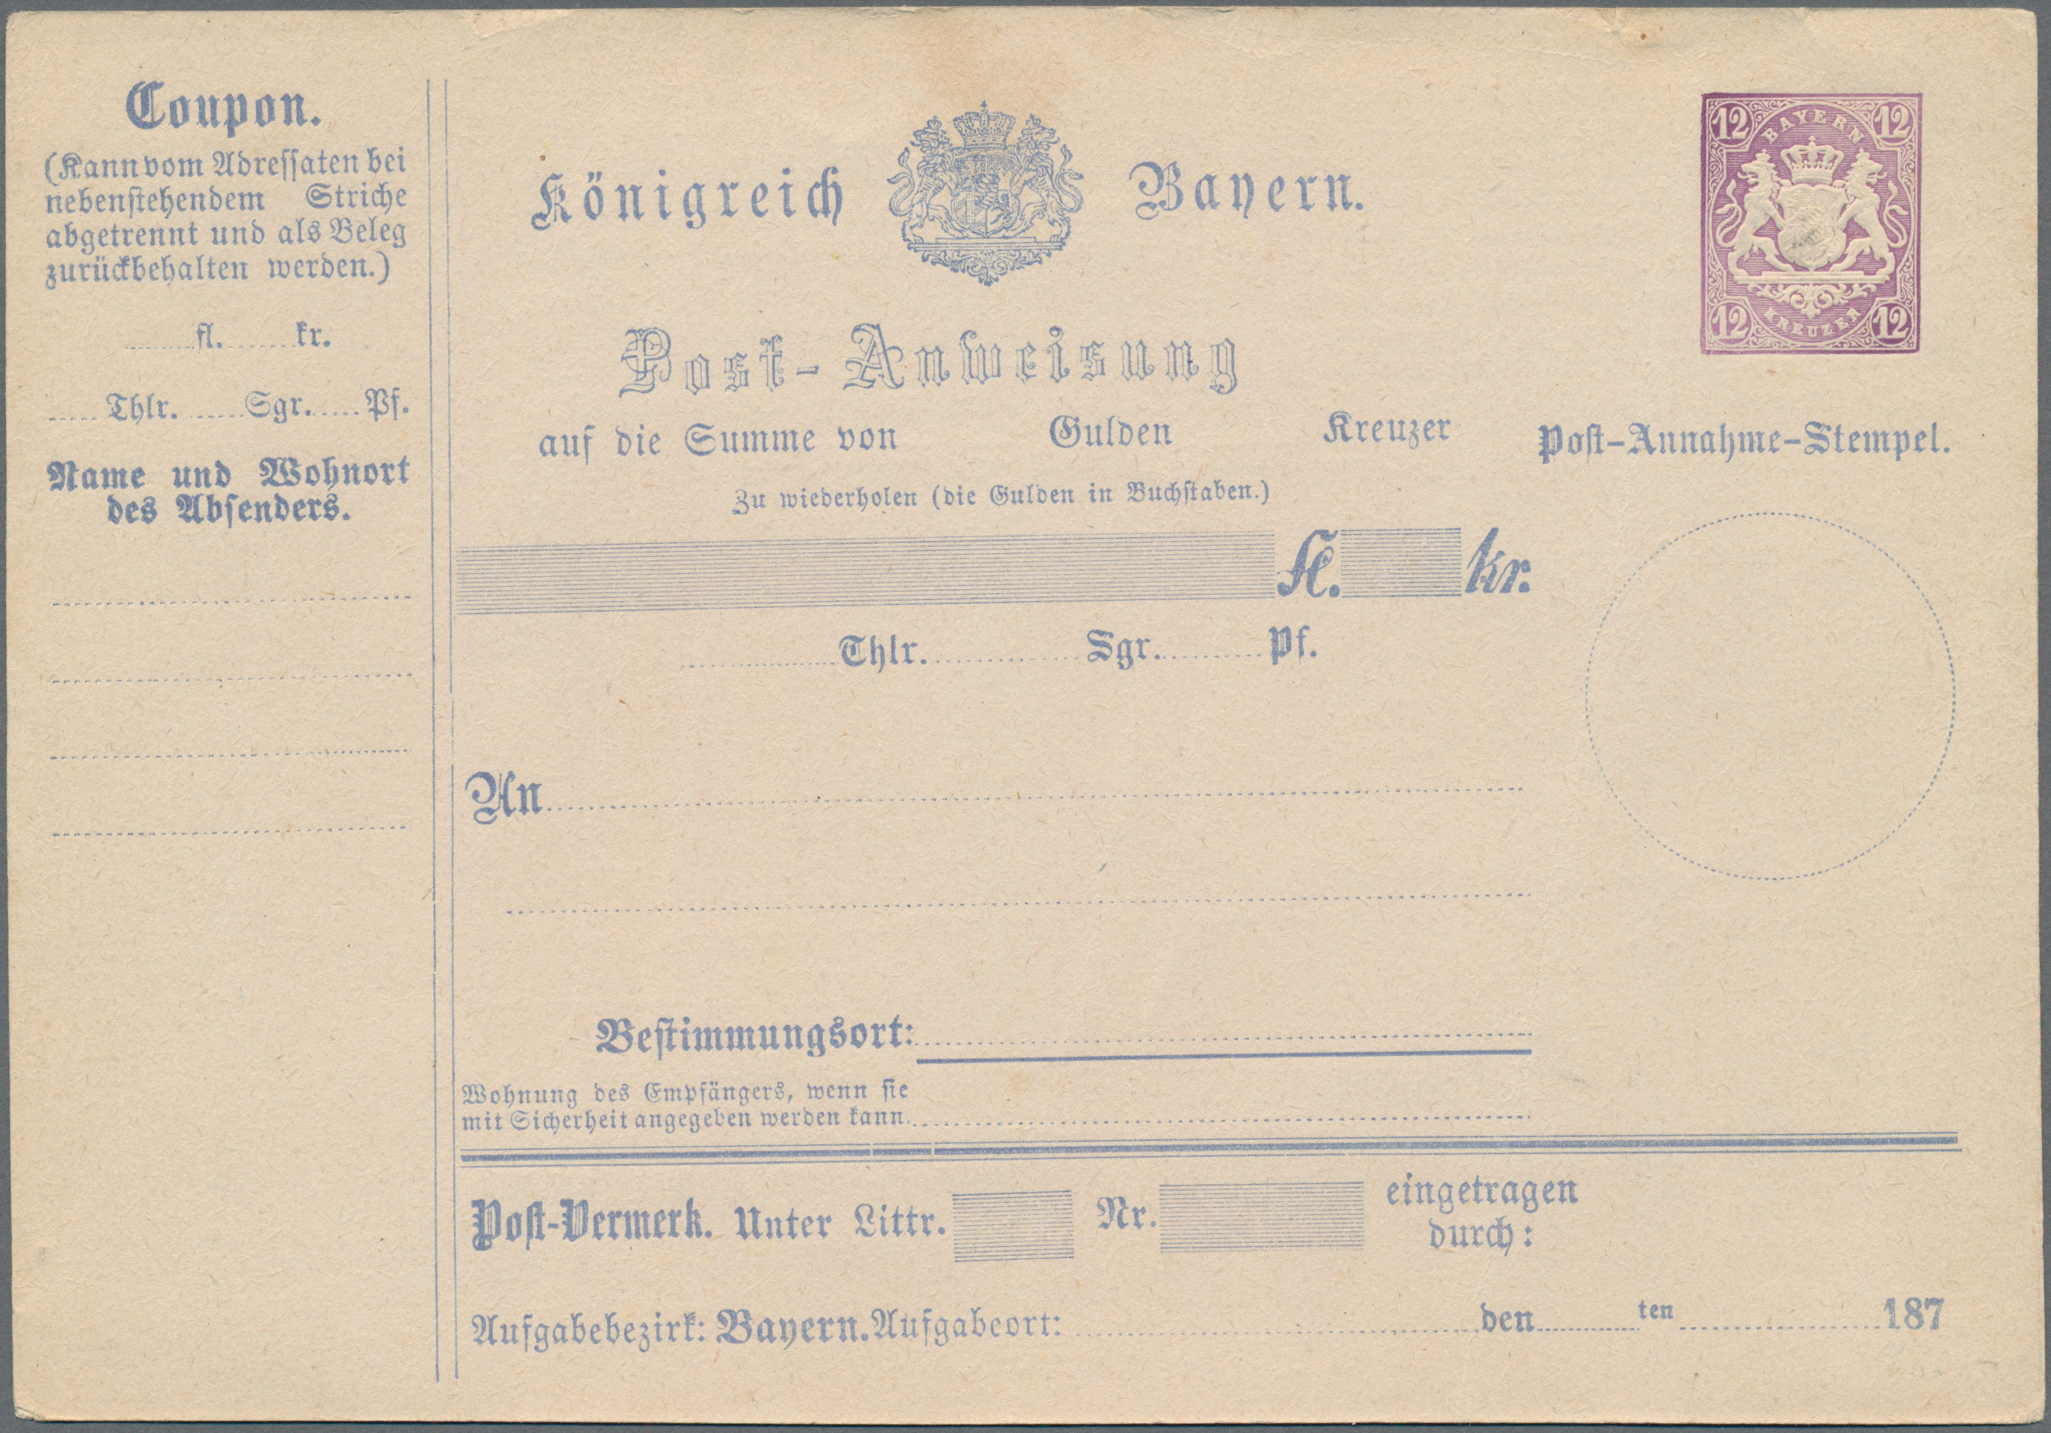 Coupon.
(Kann vom Adressaten bei
nebenstehendem Striche
abgetrennt und als Beleg
zurückbehalten werden.)
fl. kr.
Thlr. Sgr. Pf.
Name und Wohnort
des Absenders.
Königreich Bayern.
12 BAYERN 12
12 KREUZER 12
Post-Anweisung
auf die Summe von Gulden Kreuzer
Post-Annahme-Stempel.
Zu wiederholen (die Gulden in Buchstaben.)
fl. kr.
Thlr. Sgr. Pf.
An
Bestimmungsort:
Wohnung des Empfängers, wenn sie
mit Sicherheit angegeben werden kann.
Post-Vermerk. Unter Littr. Nr. eingetragen
durch:
Aufgabebezirk: Bayern. Aufgabeort: den ten 187